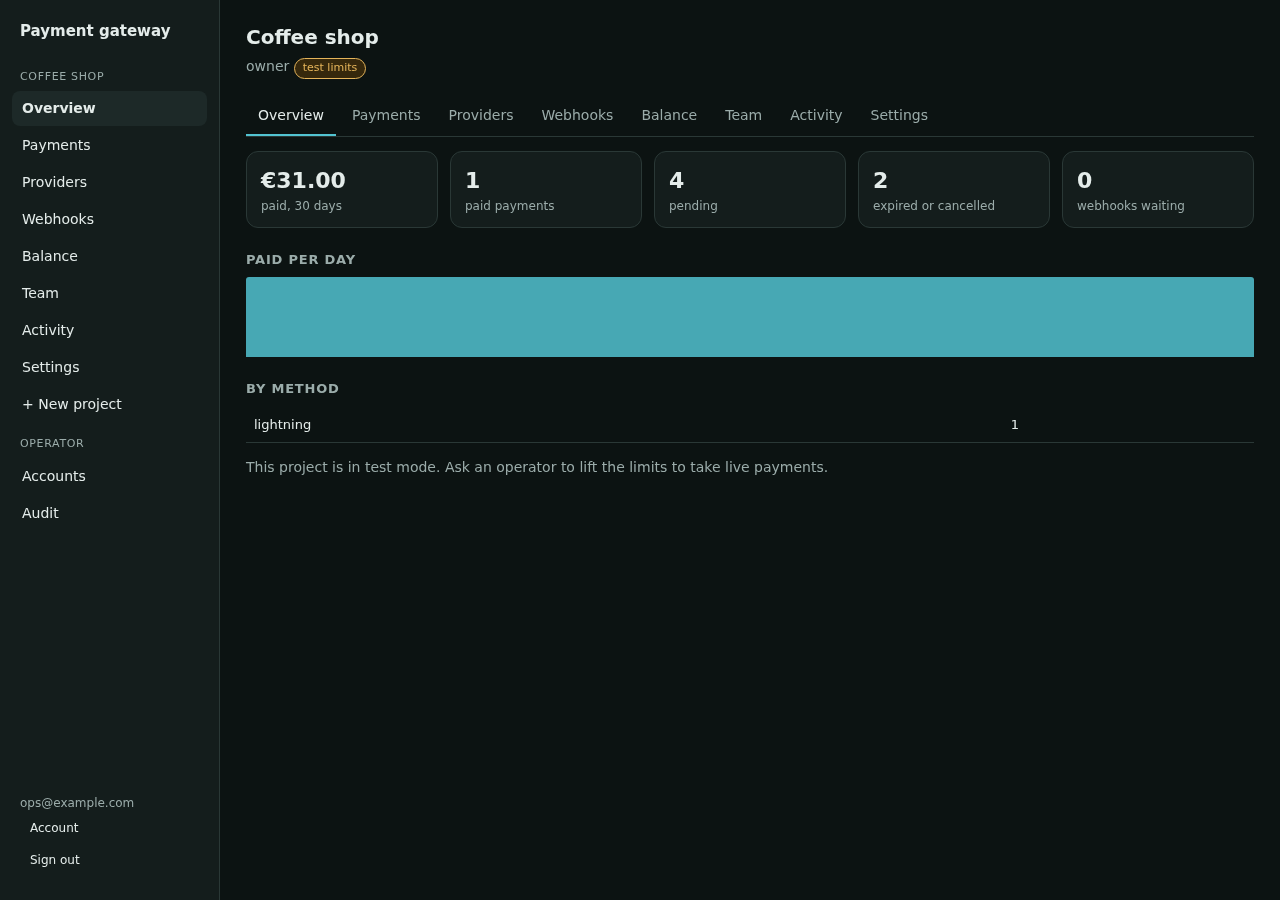 Payment gateway
COFFEE SHOP
Overview
Payments
Providers
Webhooks
Balance
Team
Activity
Settings
+ New project
OPERATOR
Accounts
Audit
ops@example.com
Account
Sign out
Coffee shop
owner test limits
Overview Payments Providers Webhooks Balance Team Activity Settings
€31.00
paid, 30 days
1
paid payments
4
pending
2
expired or cancelled
0
webhooks waiting
PAID PER DAY
BY METHOD
lightning 1
This project is in test mode. Ask an operator to lift the limits to take live payments.